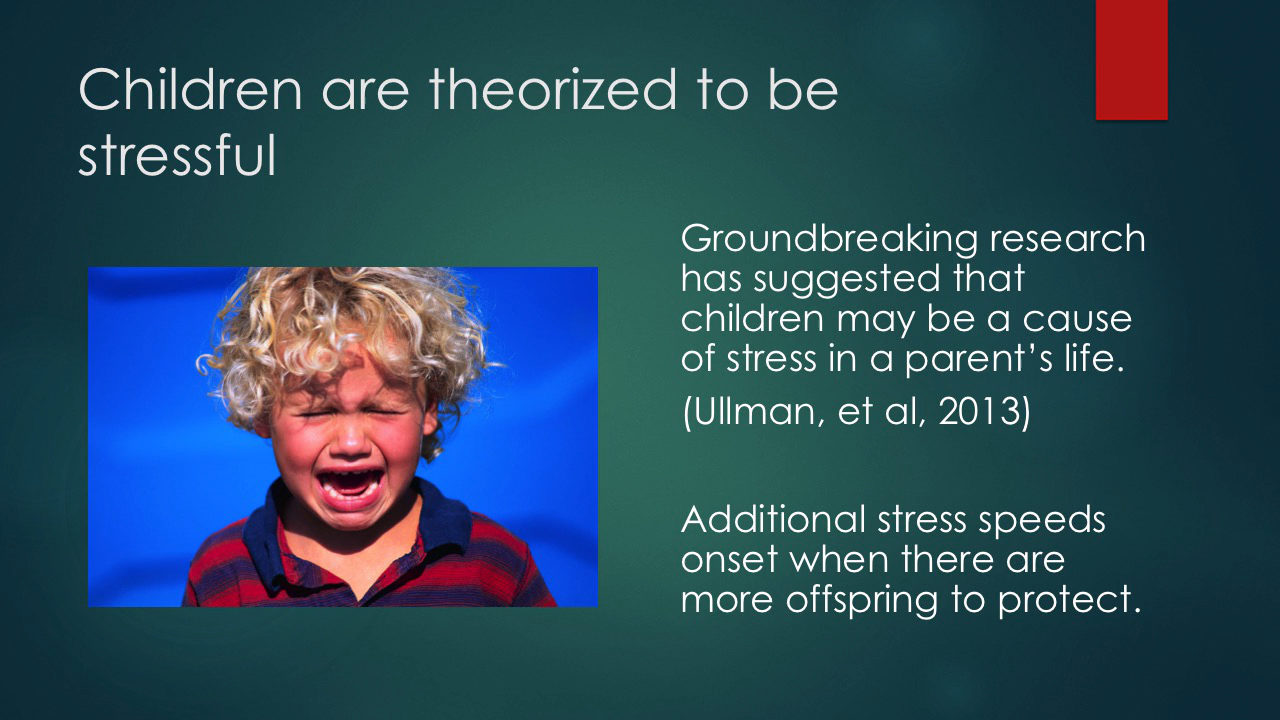 Children are theorized to be
stressful
Groundbreaking research
has suggested that
children may be a cause
of stress in a parent’s life.
(Ullman, et al, 2013)
Additional stress speeds
onset when there are
more offspring to protect.